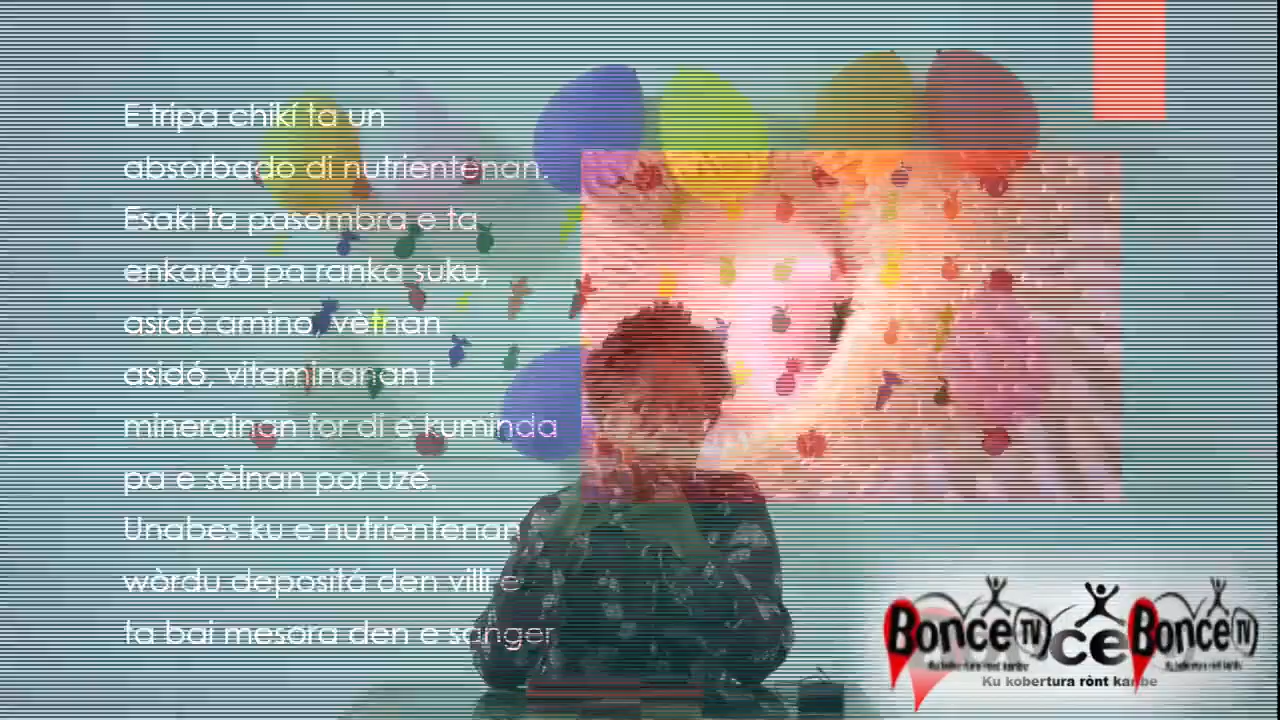 E tripa chikí ta un
absorbado di nutrientenan.
Esaki ta pasombra e ta
enkargá pa ranka suku,
asidó amino, vètnan
asidó, vitaminanan i
mineralnan for di e kuminda
pa e sèlnan por uzé.
Unabes ku e nutrientenan
wòrdu depositá den villi e
ta bai mesora den e sanger
Bonce TV ce Bonce TV
Ku kobertura rònt karibe